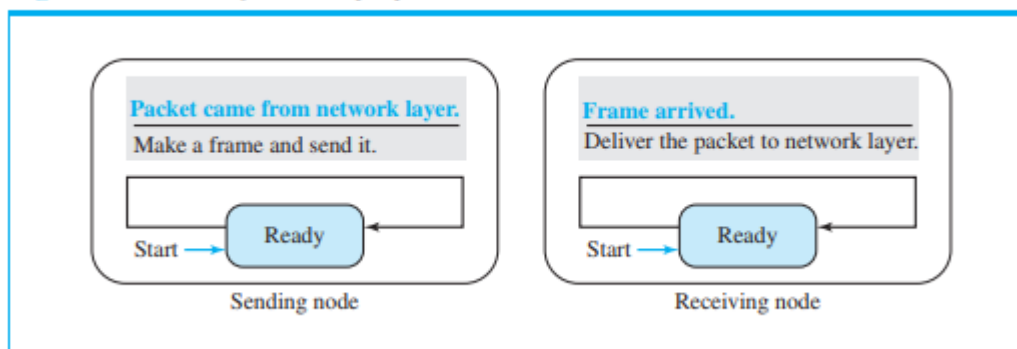 Packet came from network layer.
Make a frame and send it.
Start
Ready
Sending node
Frame arrived.
Deliver the packet to network layer.
Start
Ready
Receiving node